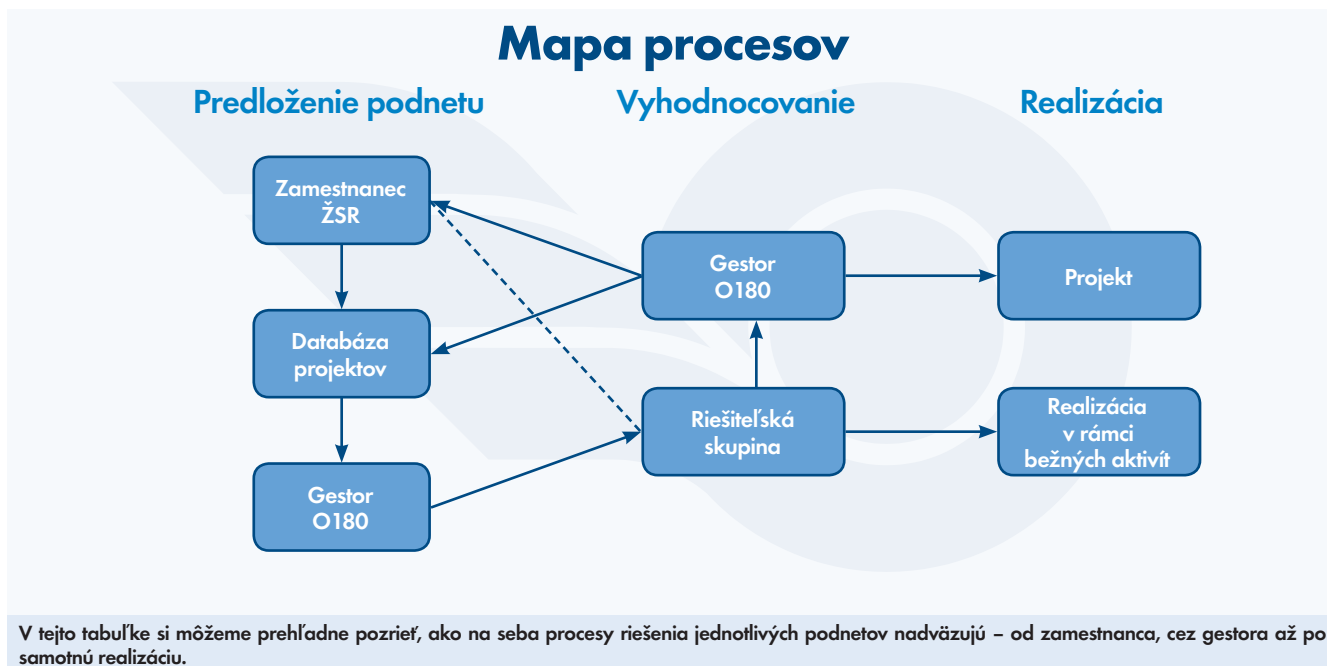 Mapa procesov
Predloženie podnetu
Vyhodnocovanie
Realizácia
Zamestnanec
ŽSR
Databáza
projektov
Gestor
O180
Gestor
O180
Riešiteľská
skupina
Projekt
Realizácia
v rámci
bežných aktivít
V tejto tabuľke si môžeme prehľadne pozrieť, ako na seba procesy riešenia jednotlivých podnetov nadväzujú – od zamestnanca, cez gestora až po
samotnú realizáciu.